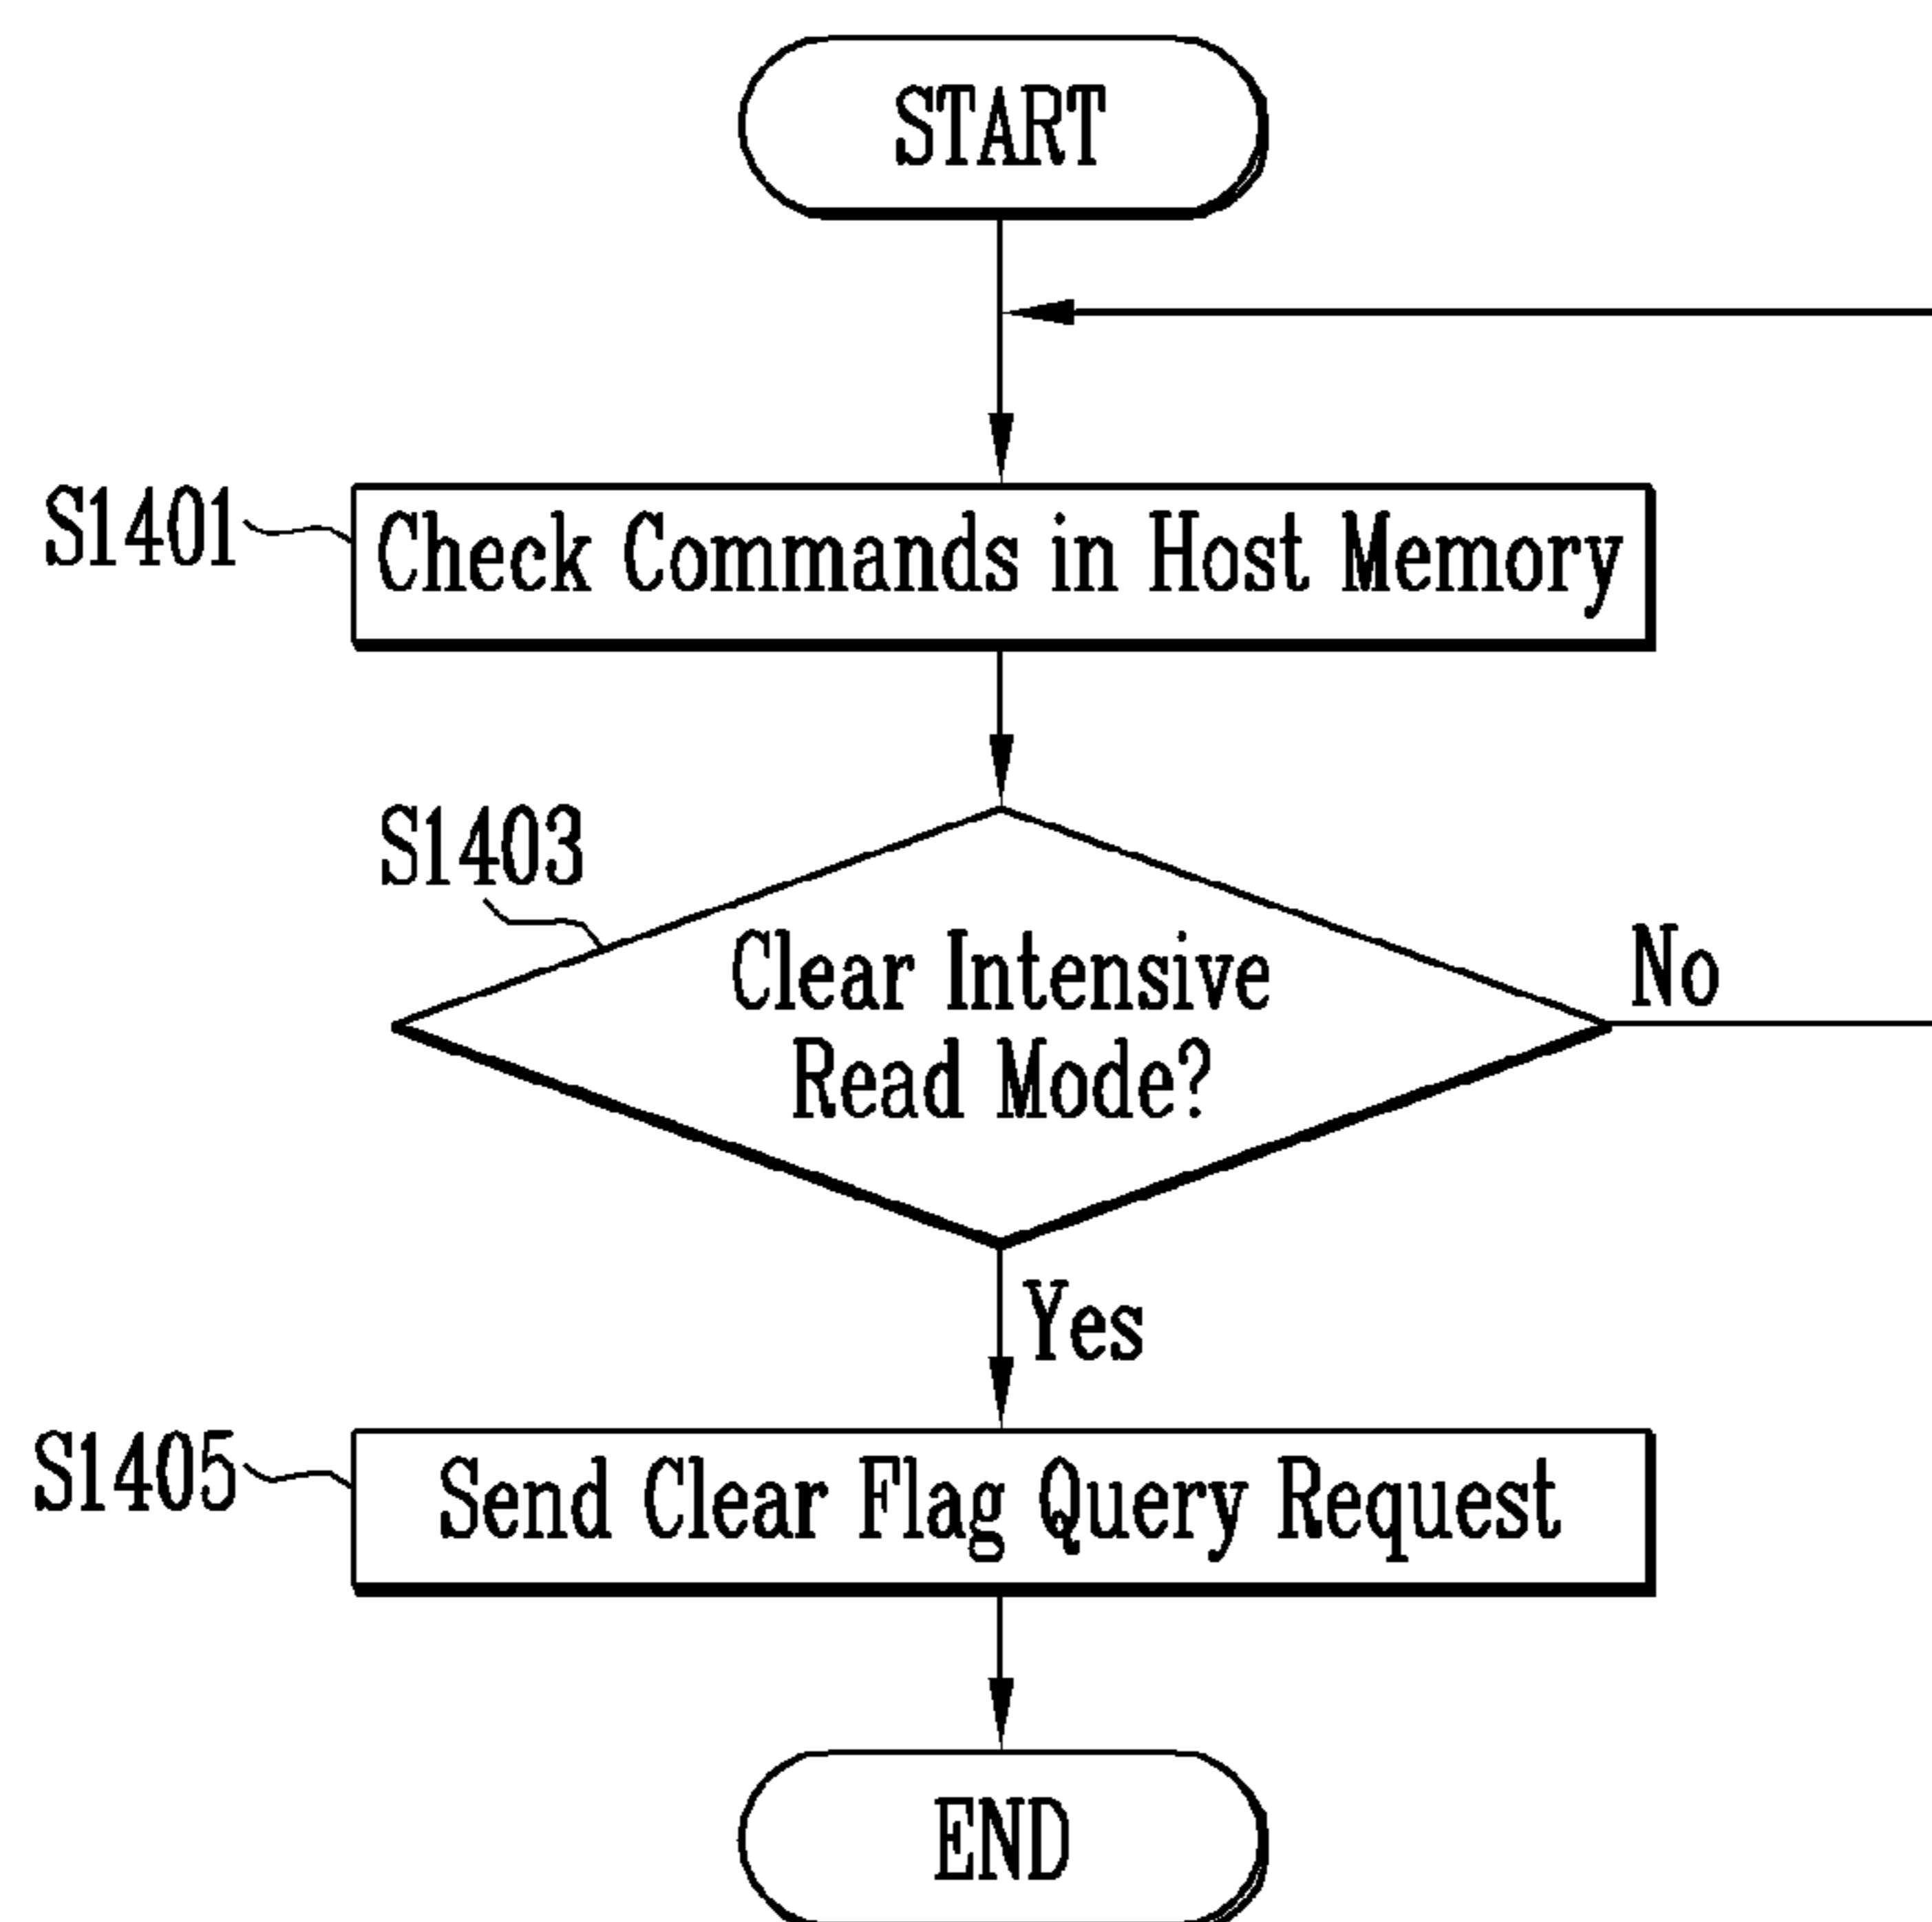 START
S1401
Check Commands in Host Memory
S1403
Clear Intensive
Read Mode?
No
Yes
S1405
Send Clear Flag Query Request
END